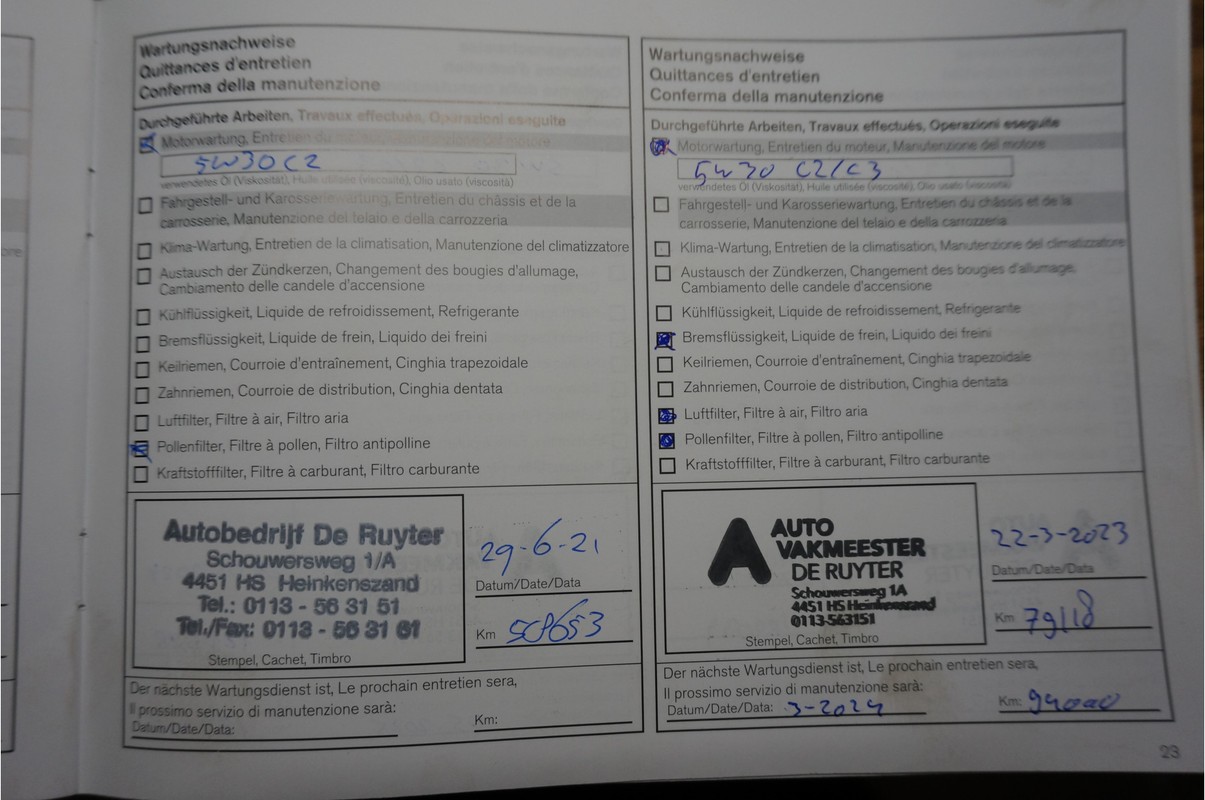 Wartungsnachweise
Quittances d'entretien
Conferma della manutenzione
Durchgeführte Arbeiten, Travaux effectués, Operazioni eseguite
Motorwartung, Entretien du moteur, Manutenzione del motore
5W30 C2
verwendetes Öl (Viskosität), Huile utilisée (viscosité), Olio usato (viscosità)
Fahrgestell- und Karosseriewartung, Entretien du châssis et de la
carrosserie, Manutenzione del telaio e della carrozzeria
Klima-Wartung, Entretien de la climatisation, Manutenzione del climatizzatore
Austausch der Zündkerzen, Changement des bougies d'allumage,
Cambiamento delle candele d'accensione
Kühlflüssigkeit, Liquide de refroidissement, Refrigerante
Bremsflüssigkeit, Liquide de frein, Liquido dei freini
Keilriemen, Courroie d'entraînement, Cinghia trapezoidale
Zahnriemen, Courroie de distribution, Cinghia dentata
Luftfilter, Filtre à air, Filtro aria
Pollenfilter, Filtre à pollen, Filtro antipolline
Kraftstofffilter, Filtre à carburant, Filtro carburante
Autobedrijf De Ruyter
Schouwersweg 1/A
4451 HS Heinkenszand
Tel.: 0113 - 56 31 51
Tel./Fax: 0113 - 56 31 61
Stempel, Cachet, Timbro
29-6-21
Datum/Date/Data
Km 58653
Der nächste Wartungsdienst ist, Le prochain entretien sera,
Il prossimo servizio di manutenzione sarà:
Datum/Date/Data:
Km:
Wartungsnachweise
Quittances d'entretien
Conferma della manutenzione
Durchgeführte Arbeiten, Travaux effectués, Operazioni eseguite
Motorwartung, Entretien du moteur, Manutenzione del motore
5W30 C2/C3
verwendetes Öl (Viskosität), Huile utilisée (viscosité), Olio usato (viscosità)
Fahrgestell- und Karosseriewartung, Entretien du châssis et de la
carrosserie, Manutenzione del telaio e della carrozzeria
Klima-Wartung, Entretien de la climatisation, Manutenzione del climatizzatore
Austausch der Zündkerzen, Changement des bougies d'allumage,
Cambiamento delle candele d'accensione
Kühlflüssigkeit, Liquide de refroidissement, Refrigerante
Bremsflüssigkeit, Liquide de frein, Liquido dei freini
Keilriemen, Courroie d'entraînement, Cinghia trapezoidale
Zahnriemen, Courroie de distribution, Cinghia dentata
Luftfilter, Filtre à air, Filtro aria
Pollenfilter, Filtre à pollen, Filtro antipolline
Kraftstofffilter, Filtre à carburant, Filtro carburante
A AUTO
VAKMEESTER
DE RUYTER
Schouwersweg 1A
4451 HS Heinkenszand
0113-563151
Stempel, Cachet, Timbro
22-3-2023
Datum/Date/Data
Km 79118
Der nächste Wartungsdienst ist, Le prochain entretien sera,
Il prossimo servizio di manutenzione sarà:
Datum/Date/Data: 3-2024
Km: 94000
23